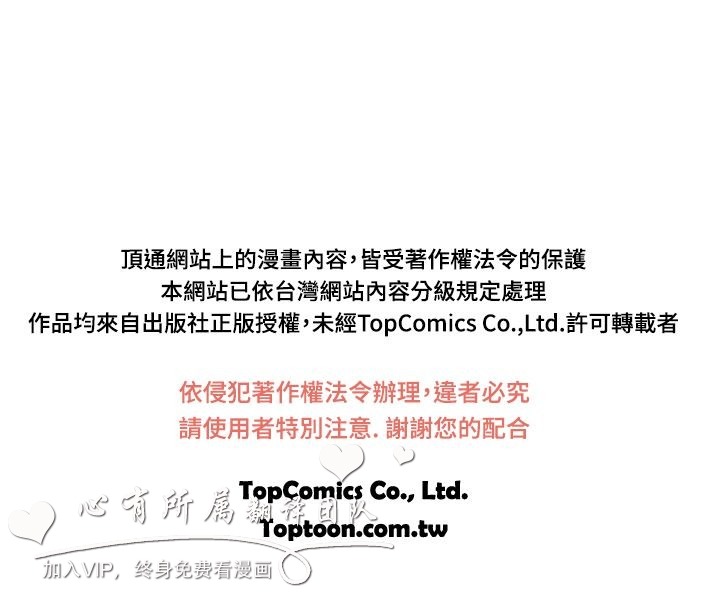 頂通網站上的漫畫內容，皆受著作權法令的保護
本網站已依台灣網站內容分級規定處理
作品均來自出版社正版授權，未經TopComics Co.,Ltd.許可轉載者
依侵犯著作權法令辦理，違者必究
請使用者特別注意. 謝謝您的配合
TopComics Co., Ltd.
心有所属翻译团队
Toptoon.com.tw
加入VIP，终身免费看漫画